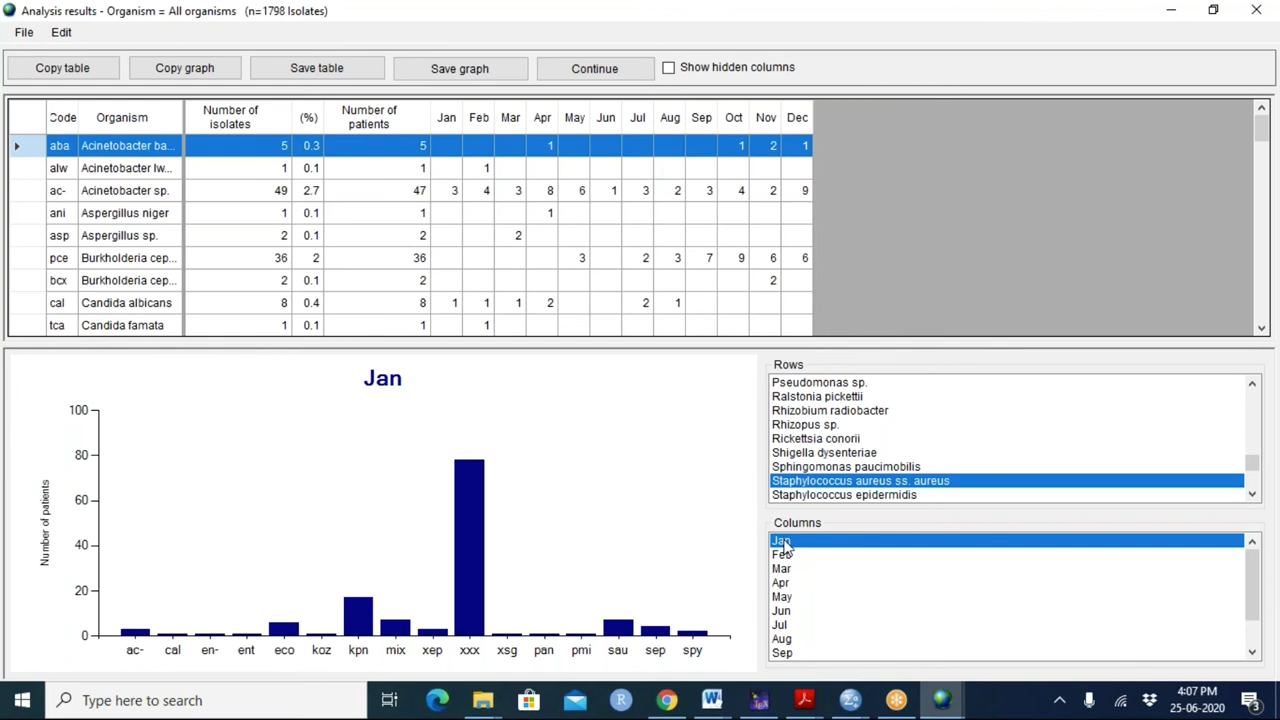 Analysis results - Organism = All organisms (n=1798 Isolates)
File Edit
Copy table Copy graph Save table Save graph Continue Show hidden columns
Code Organism Number of isolates (%) Number of patients Jan Feb Mar Apr May Jun Jul Aug Sep Oct Nov Dec
aba Acinetobacter ba... 5 0.3 5 1 1 2 1
alw Acinetobacter lw... 1 0.1 1 1
ac- Acinetobacter sp. 49 2.7 47 3 4 3 8 6 1 3 2 3 4 2 9
ani Aspergillus niger 1 0.1 1 1
asp Aspergillus sp. 2 0.1 2 2
pce Burkholderia cep... 36 2 36 3 2 3 7 9 6 6
bcx Burkholderia cep... 2 0.1 2 2
cal Candida albicans 8 0.4 8 1 1 1 2 2 1
tca Candida famata 1 0.1 1 1
Jan
Number of patients
100
80
60
40
20
0
ac- cal en- ent eco koz kpn mix xep xxx xsg pan pmi sau sep spy
Rows
Pseudomonas sp.
Ralstonia pickettii
Rhizobium radiobacter
Rhizopus sp.
Rickettsia conorii
Shigella dysenteriae
Sphingomonas paucimobilis
Staphylococcus aureus ss. aureus
Staphylococcus epidermidis
Columns
Jan
Feb
Mar
Apr
May
Jun
Jul
Aug
Sep
Type here to search
4:07 PM
25-06-2020
3